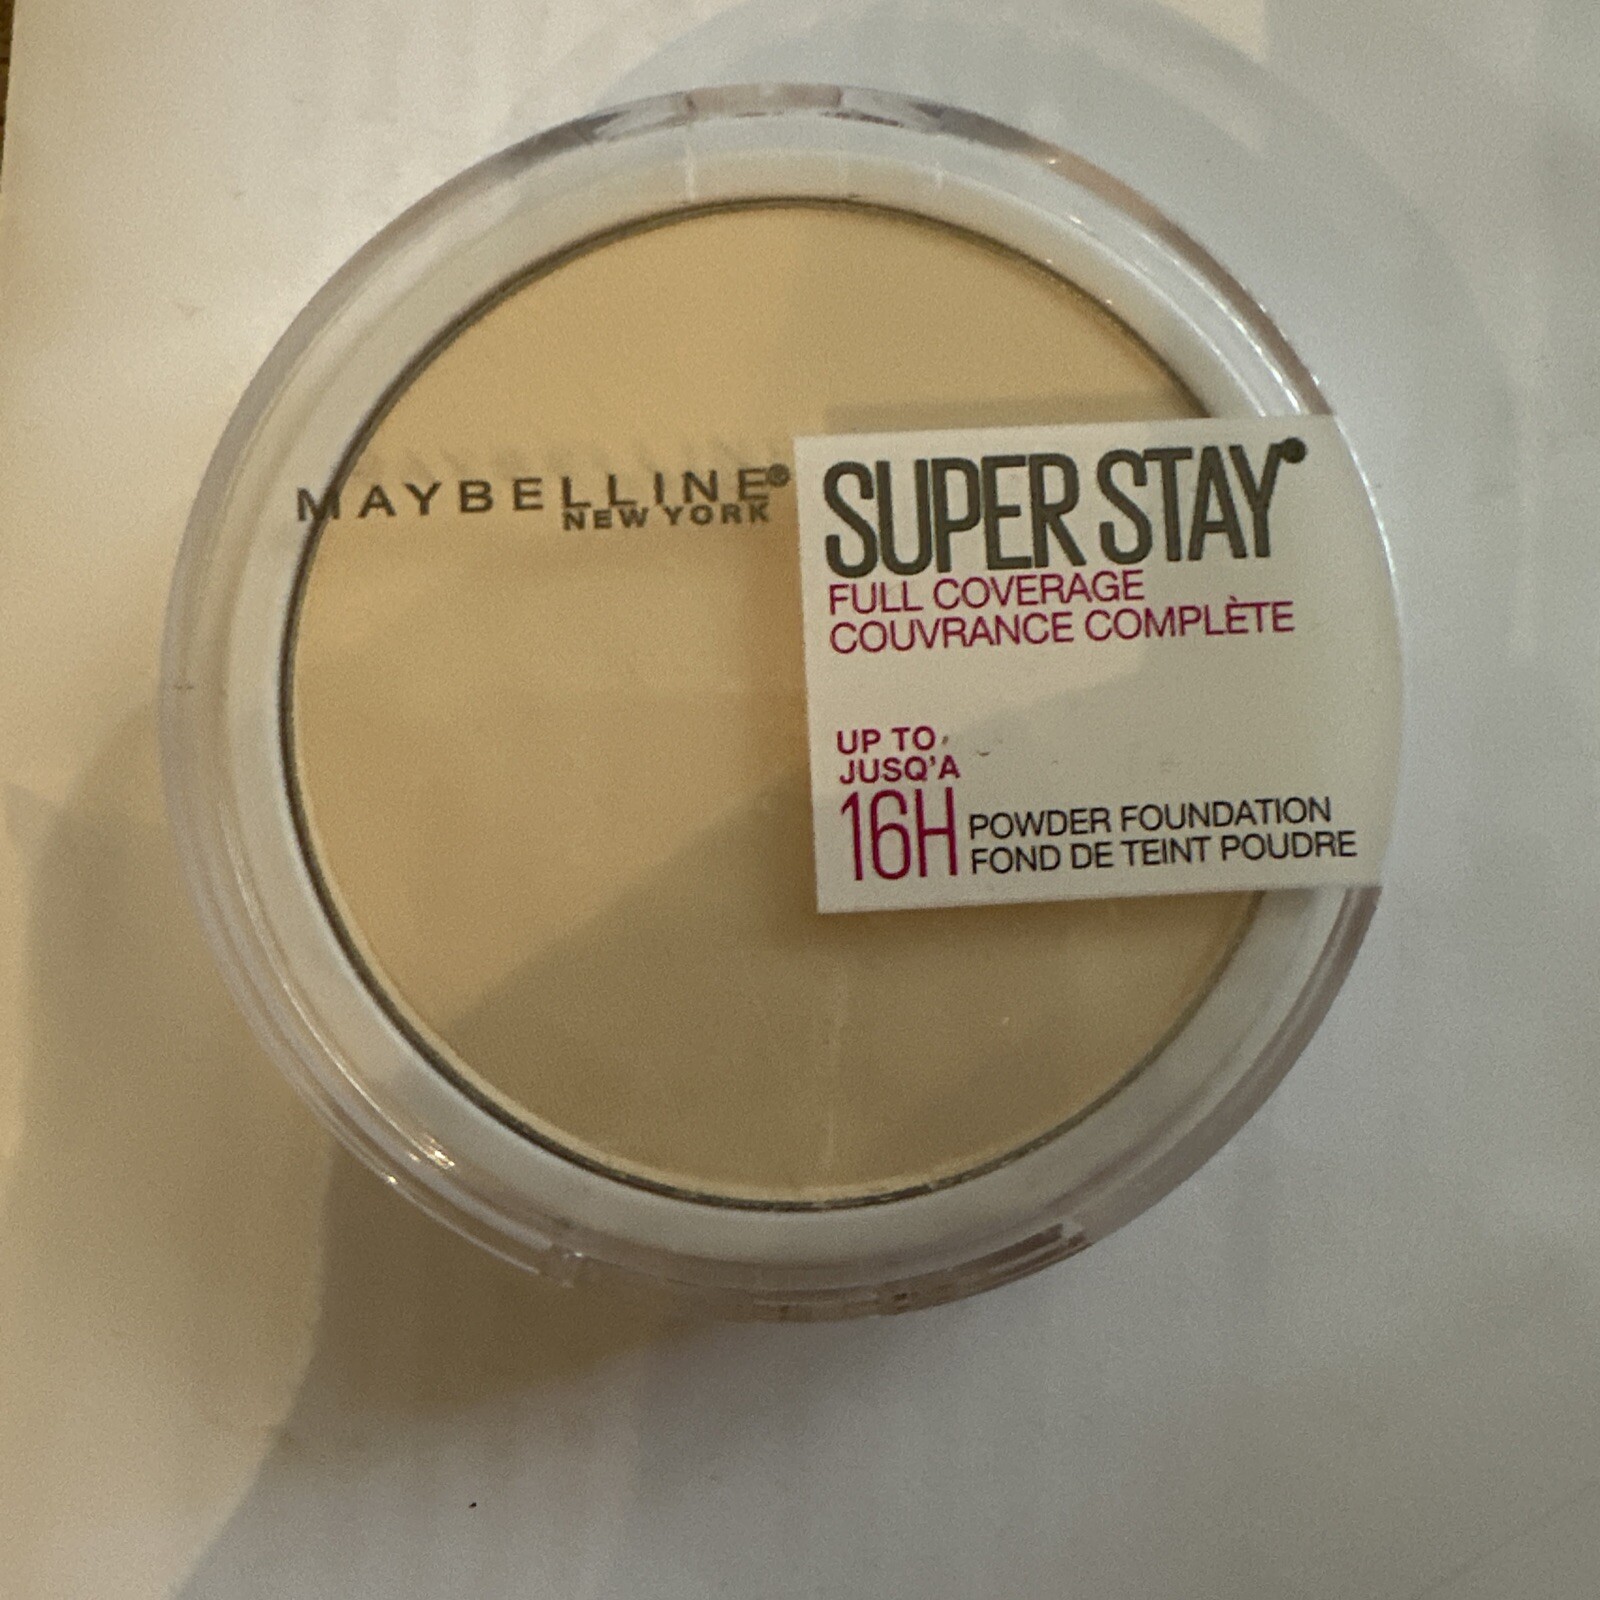 MAYBELLINE®
NEW YORK
SUPER STAY®
FULL COVERAGE
COUVRANCE COMPLÈTE
UP TO
JUSQ'A
16H
POWDER FOUNDATION
FOND DE TEINT POUDRE